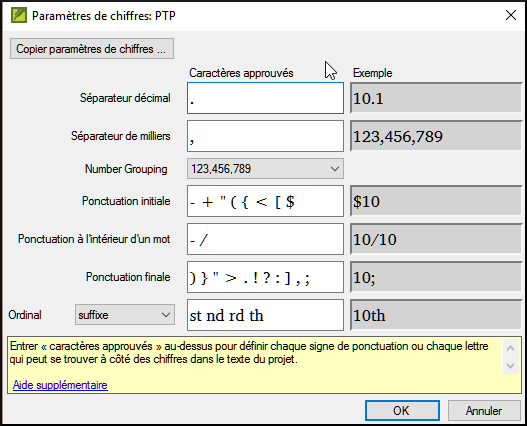 Paramètres de chiffres: PTP
Copier paramètres de chiffres ...
Caractères approuvés Exemple
Séparateur décimal . 10.1
Séparateur de milliers , 123,456,789
Number Grouping 123,456,789
Ponctuation initiale - + " ( { < [ $ $10
Ponctuation à l'intérieur d'un mot - / 10/10
Ponctuation finale ) } " > . ! ? : ] , ; 10;
Ordinal suffixe st nd rd th 10th
Entrer « caractères approuvés » au-dessus pour définir chaque signe de ponctuation ou chaque lettre
qui peut se trouver à côté des chiffres dans le texte du projet.
Aide supplémentaire
OK Annuler